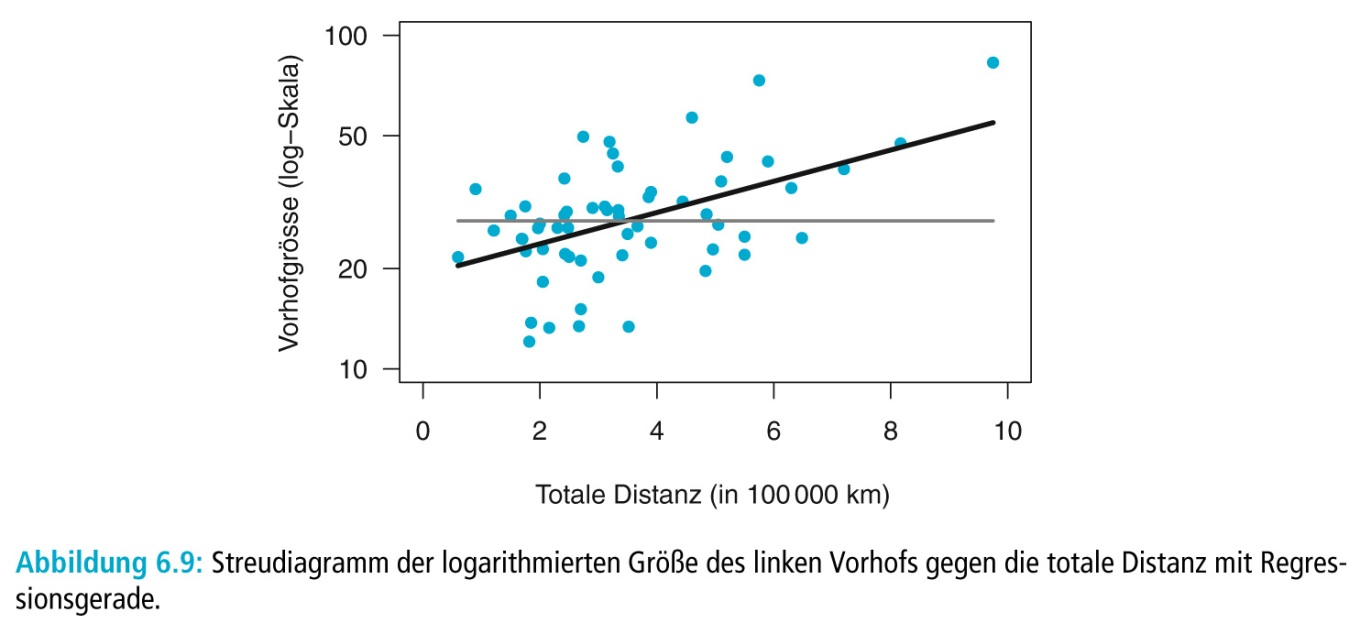 100
50
20
10
Vorhofgrösse (log–Skala)
0 2 4 6 8 10
Totale Distanz (in 100 000 km)
Abbildung 6.9: Streudiagramm der logarithmierten Größe des linken Vorhofs gegen die totale Distanz mit Regres-
sionsgerade.